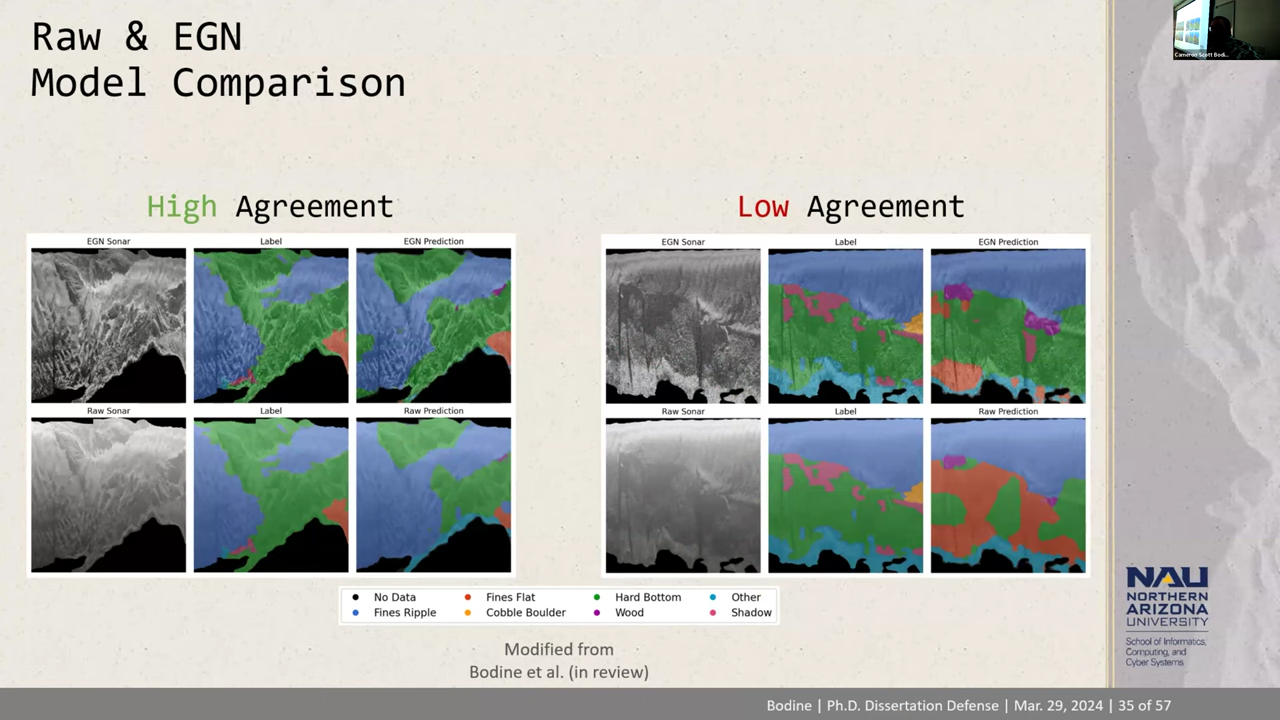 Raw & EGN
Model Comparison
Cameron Scott Bodi...
High Agreement
Low Agreement
EGN Sonar
Label
EGN Prediction
Raw Sonar
Label
Raw Prediction
EGN Sonar
Label
EGN Prediction
Raw Sonar
Label
Raw Prediction
No Data
Fines Flat
Hard Bottom
Other
Fines Ripple
Cobble Boulder
Wood
Shadow
Modified from
Bodine et al. (in review)
NAU
NORTHERN
ARIZONA
UNIVERSITY
School of Informatics,
Computing, and
Cyber Systems
Bodine | Ph.D. Dissertation Defense | Mar. 29, 2024 | 35 of 57